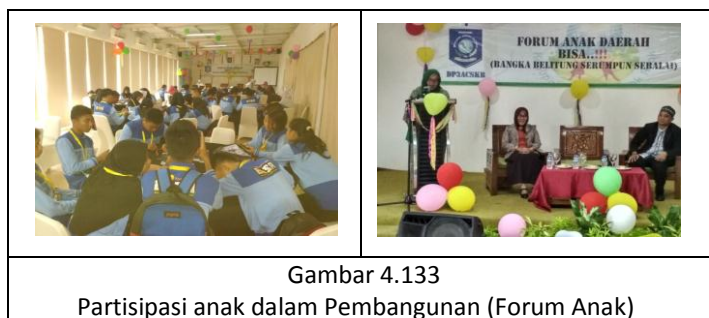 FORUM ANAK DAERAH
BISA..!!!
(BANGKA BELITUNG SERUMPUN SEBALAI)
DP3ACSKB
Gambar 4.133
Partisipasi anak dalam Pembangunan (Forum Anak)